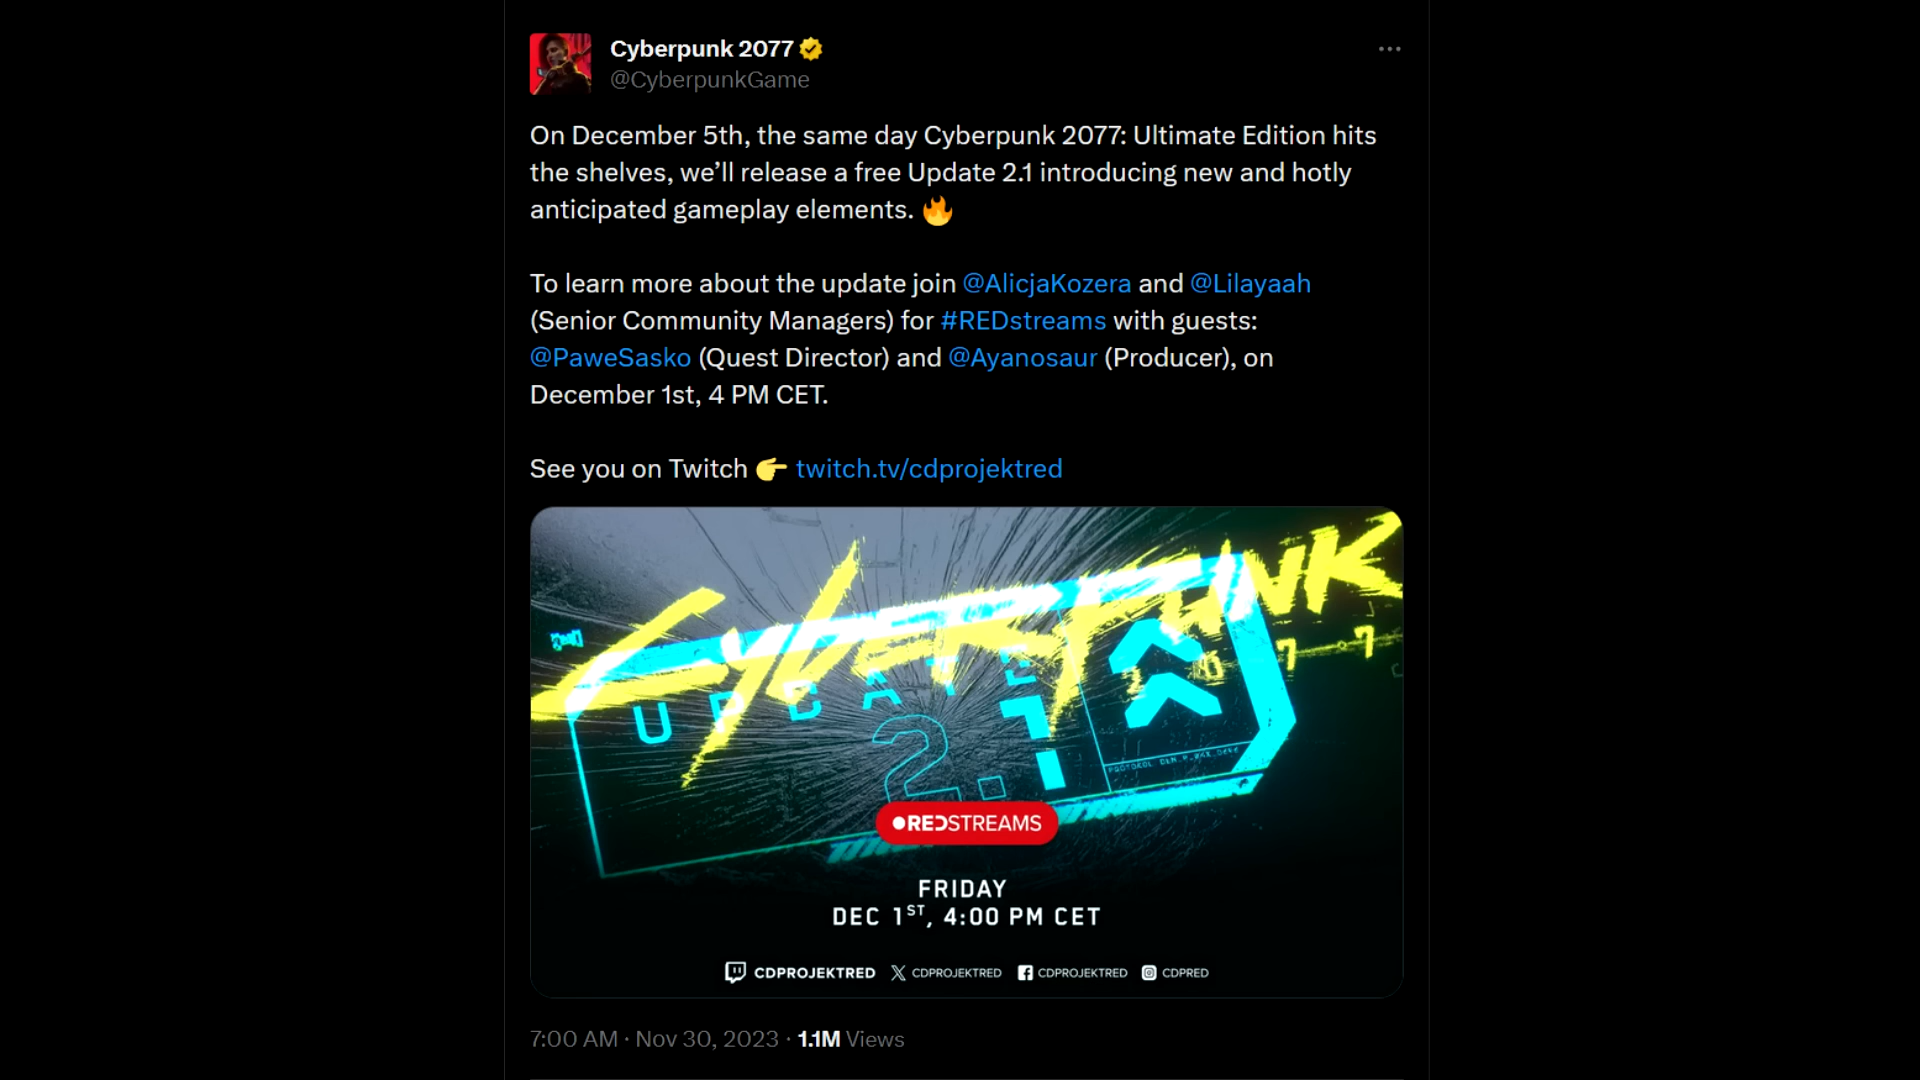 Cyberpunk 2077
@CyberpunkGame
On December 5th, the same day Cyberpunk 2077: Ultimate Edition hits
the shelves, we’ll release a free Update 2.1 introducing new and hotly
anticipated gameplay elements. 🔥
To learn more about the update join @AlicjaKozera and @Lilayaah
(Senior Community Managers) for #REDstreams with guests:
@PaweSasko (Quest Director) and @Ayanosaur (Producer), on
December 1st, 4 PM CET.
See you on Twitch 👉 twitch.tv/cdprojektred
CYBERPUNK
2077
UPDATE
2.1
REDSTREAMS
FRIDAY
DEC 1ST, 4:00 PM CET
CDPROJEKTRED CDPROJEKTRED CDPROJEKTRED CDPRED
7:00 AM · Nov 30, 2023 · 1.1M Views